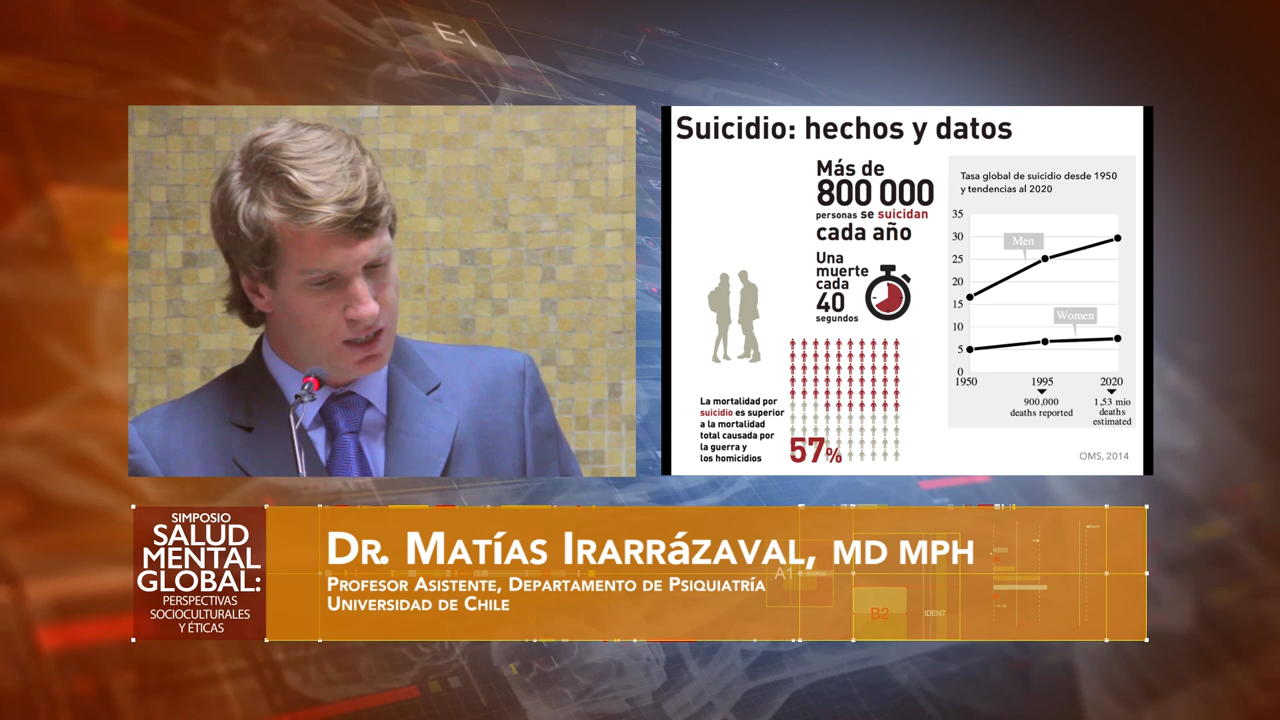 E1
Suicidio: hechos y datos
Más de
800 000
personas se suicidan
cada año
Una
muerte
cada
40
segundos
La mortalidad por
suicidio es superior
a la mortalidad
total causada por
la guerra y
los homicidios
57%
Tasa global de suicidio desde 1950
y tendencias al 2020
35
30
25
20
15
10
5
0
Men
Women
1950
1995
2020
900,000
deaths reported
1,53 mio
deaths
estimated
OMS, 2014
SIMPOSIO
SALUD
MENTAL
GLOBAL:
PERSPECTIVAS
SOCIOCULTURALES
Y ÉTICAS
DR. MATÍAS IRARRáZAVAL, MD MPH
PROFESOR ASISTENTE, DEPARTAMENTO DE PSIQUIATRÍA
UNIVERSIDAD DE CHILE
A1
B2
IDENT